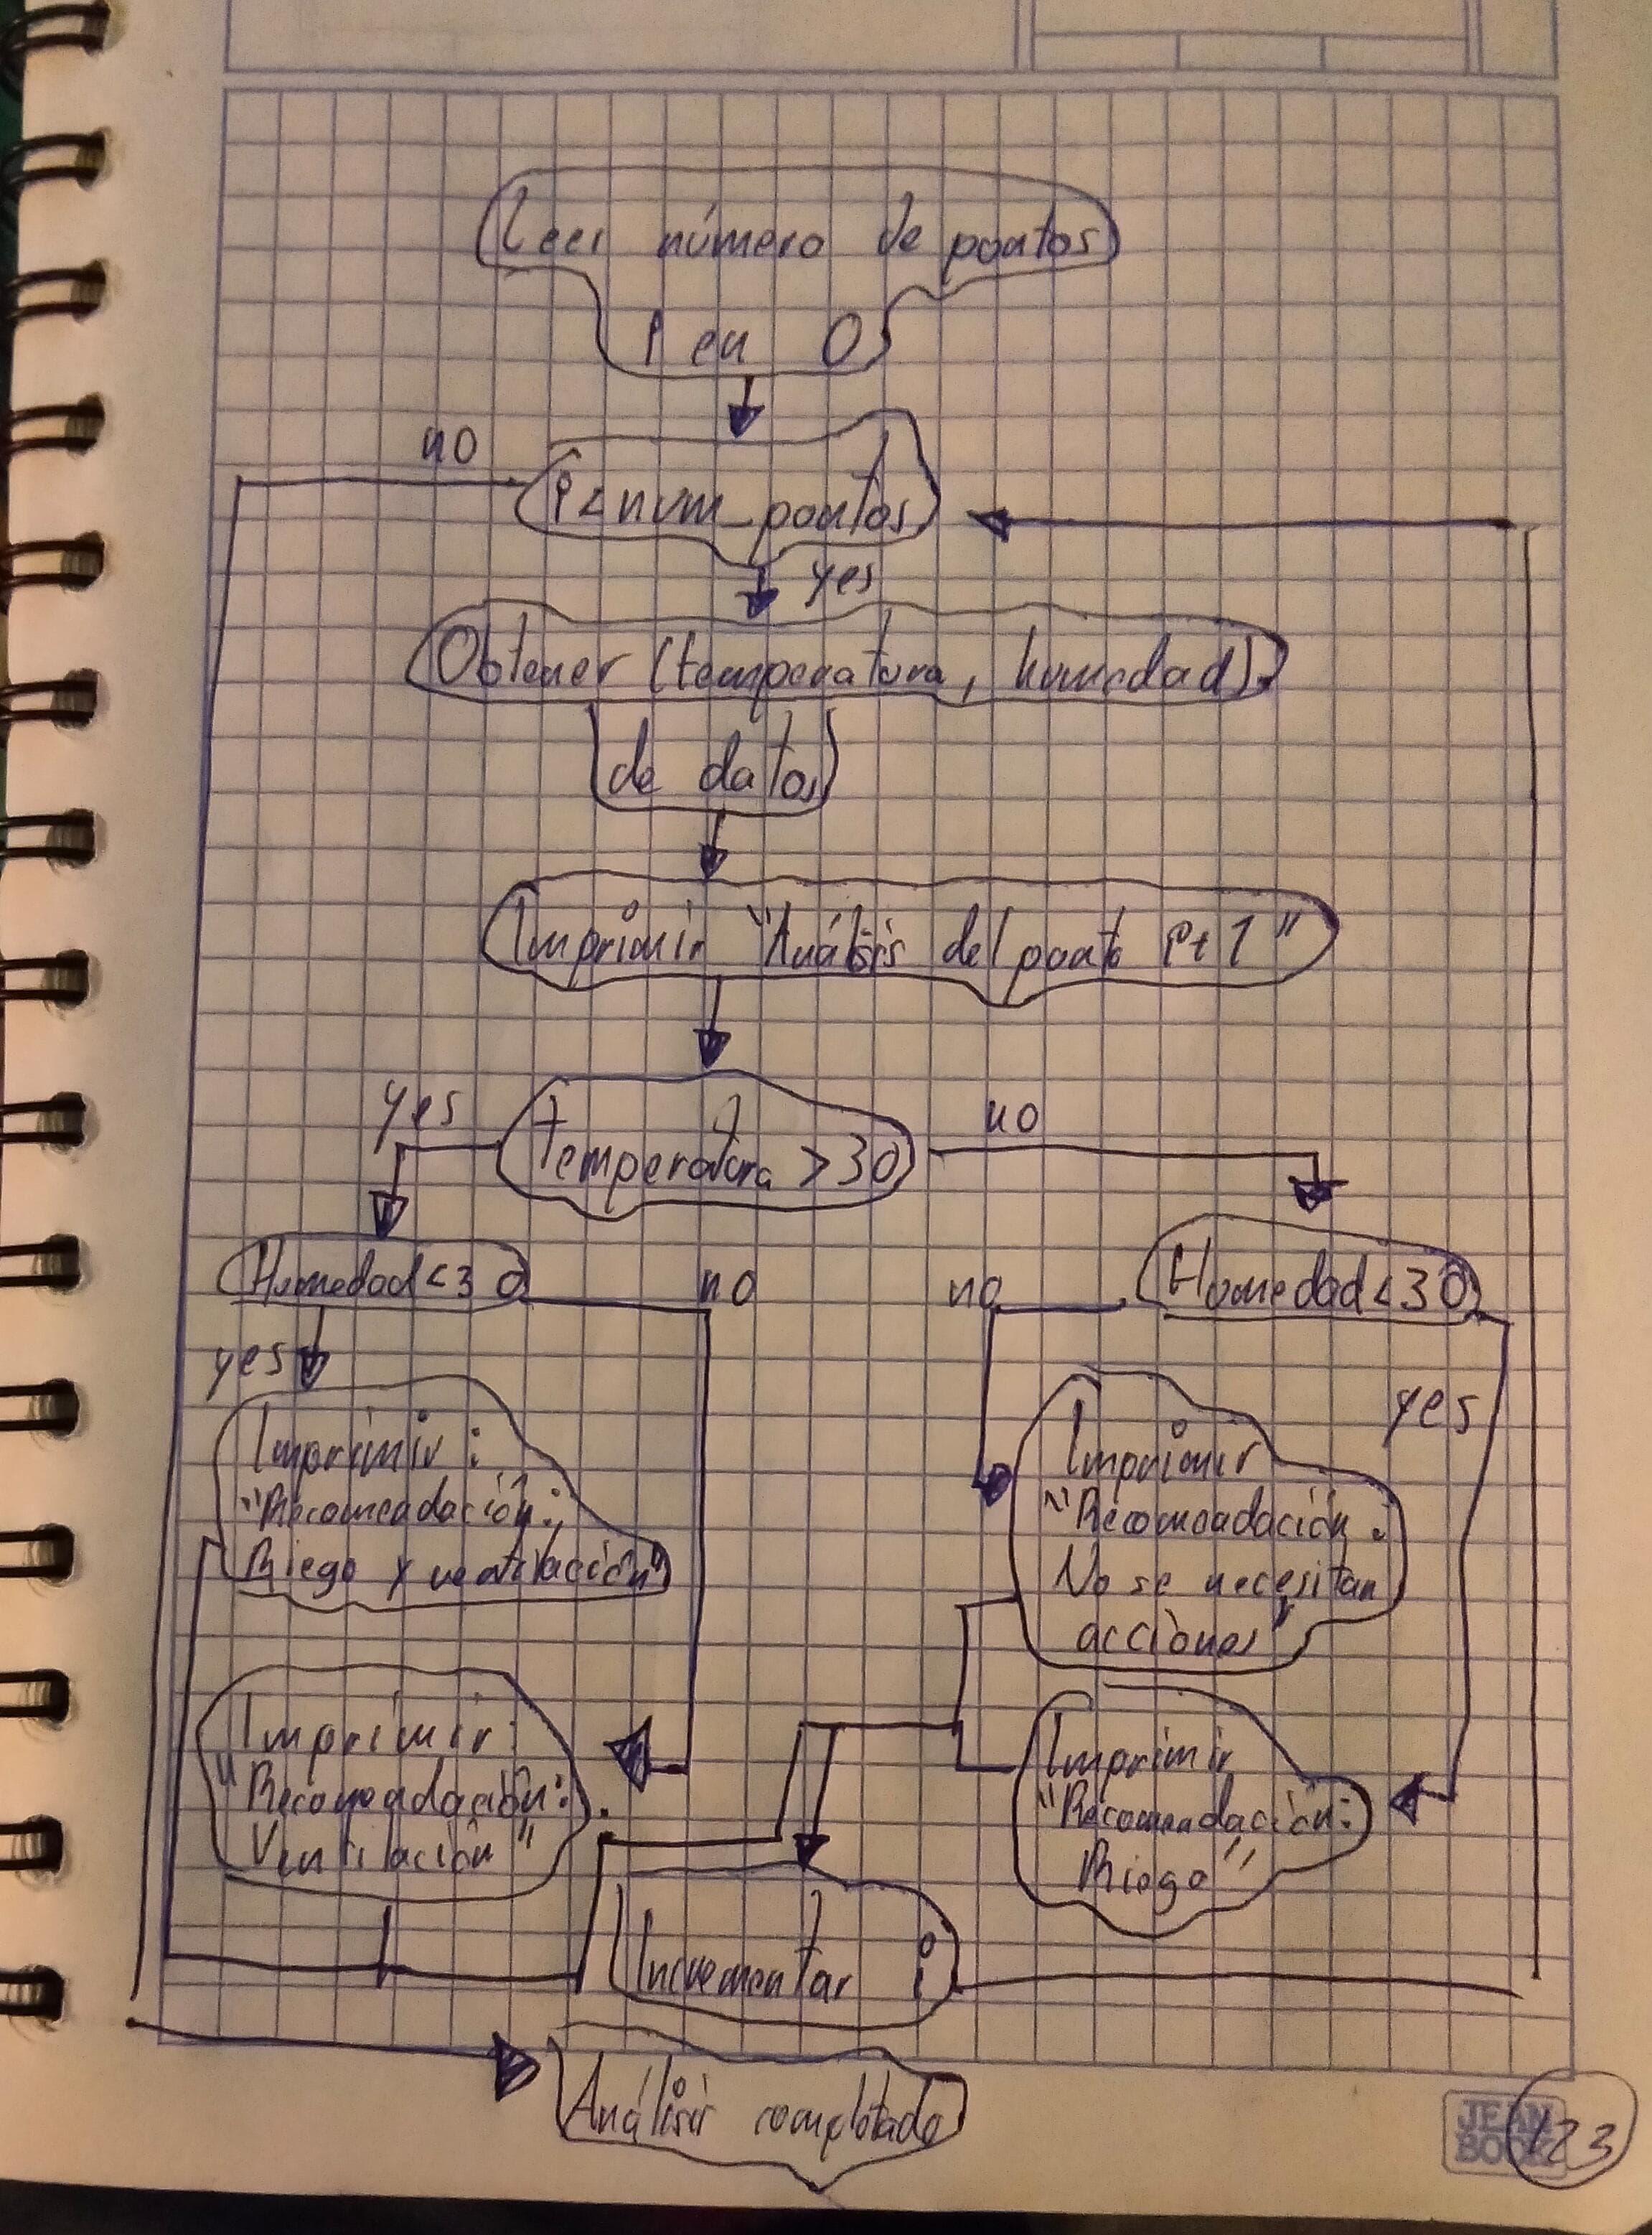 Leer número de puntos
i en 0
no
i<num_puntos
yes
Obtener (temperatura, humedad)
de datos
Imprimir "Análisis del punto i+1"
yes
no
Temperatura >30
Humedad<30
no
no
Humedad<30
yes
yes
Imprimir:
"Recomendación:
Riego y ventilación"
Imprimir
"Recomendación:
No se necesitan
acciones"
Imprimir:
"Recomendación:
Ventilación"
Imprimir
"Recomendación:
Riego"
Incrementar i
Análisis completado
JEAN
BOOK
123